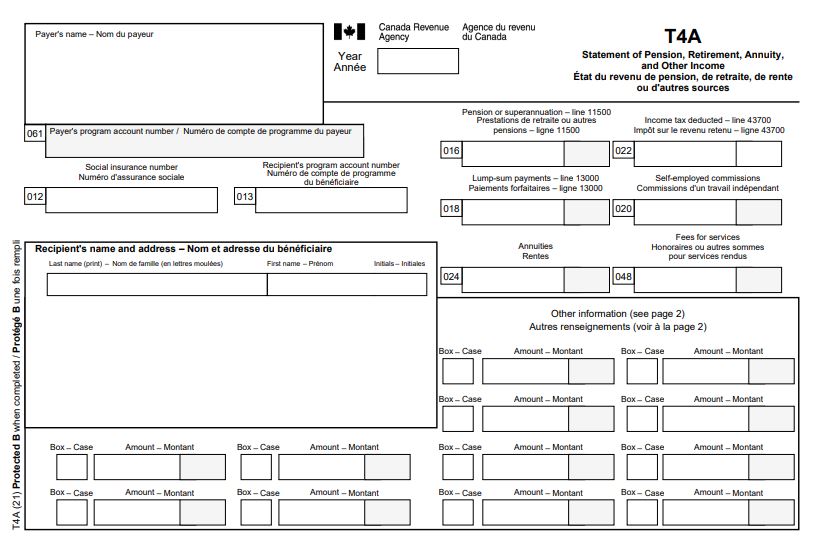 Payer's name – Nom du payeur
Canada Revenue Agency
Agence du revenu du Canada
Year
Année
T4A
Statement of Pension, Retirement, Annuity,
and Other Income
État du revenu de pension, de retraite, de rente
ou d'autres sources
061
Payer's program account number / Numéro de compte de programme du payeur
Pension or superannuation – line 11500
Prestations de retraite ou autres
pensions – ligne 11500
016
Income tax deducted – line 43700
Impôt sur le revenu retenu – ligne 43700
022
Social insurance number
Numéro d'assurance sociale
012
Recipient's program account number
Numéro de compte de programme
du bénéficiaire
013
Lump-sum payments – line 13000
Paiements forfaitaires – ligne 13000
018
Self-employed commissions
Commissions d'un travail indépendant
020
Recipient's name and address – Nom et adresse du bénéficiaire
Last name (print) – Nom de famille (en lettres moulées)
First name – Prénom
Initials – Initiales
Annuities
Rentes
024
Fees for services
Honoraires ou autres sommes
pour services rendus
048
Other information (see page 2)
Autres renseignements (voir à la page 2)
Box – Case Amount – Montant Box – Case Amount – Montant
Box – Case Amount – Montant Box – Case Amount – Montant
Box – Case Amount – Montant Box – Case Amount – Montant Box – Case Amount – Montant Box – Case Amount – Montant
Box – Case Amount – Montant Box – Case Amount – Montant Box – Case Amount – Montant Box – Case Amount – Montant
T4A (21) Protected B when completed / Protégé B une fois rempli